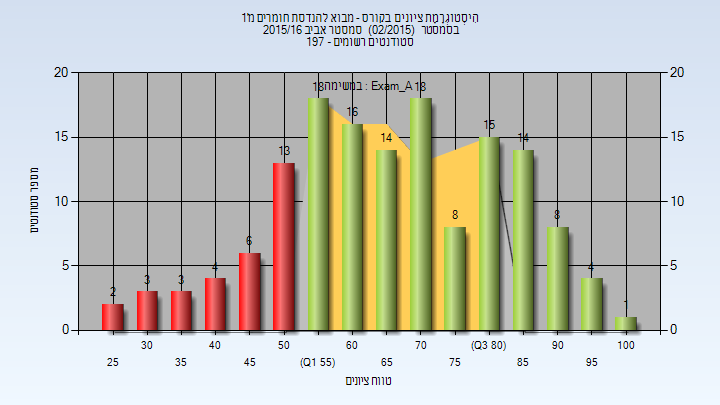 היסטוגרמת ציונים בקורס - מבוא להנדסת חומרים מ'1
בסמסטר (02/2015) סמסטר אביב 2015/16
סטודנטים רשומים - 197
במשימה : Exam_A
20 20
15 15
10 10
5 5
0 0
2 3 3 4 6 13 18 16 14 18 8 15 14 8 4 1
מספר סטודנטים
30 40 50 60 70 (Q3 80) 90 100
25 35 45 (Q1 55) 65 75 85 95
טווח ציונים